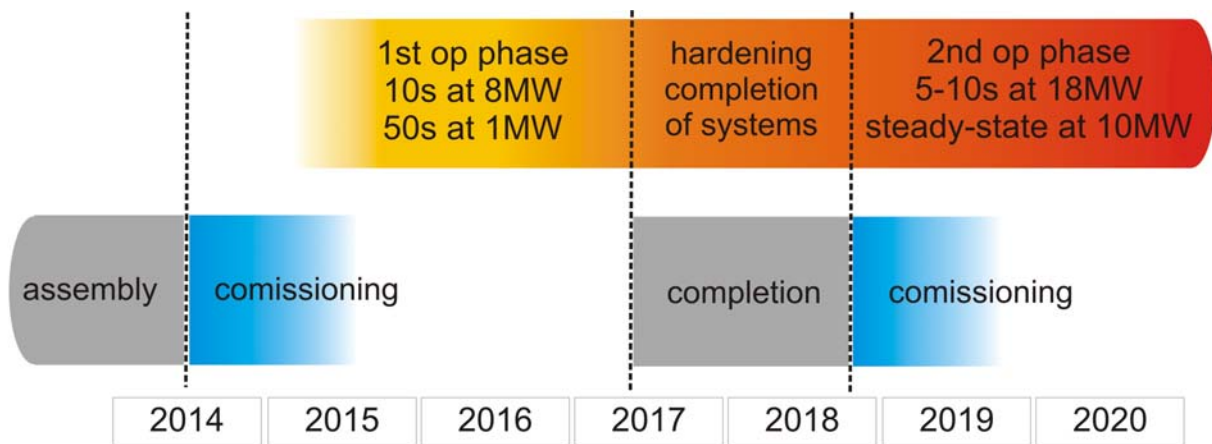 1st op phase
10s at 8MW
50s at 1MW
hardening
completion
of systems
2nd op phase
5-10s at 18MW
steady-state at 10MW
assembly
comissioning
completion
comissioning
2014
2015
2016
2017
2018
2019
2020